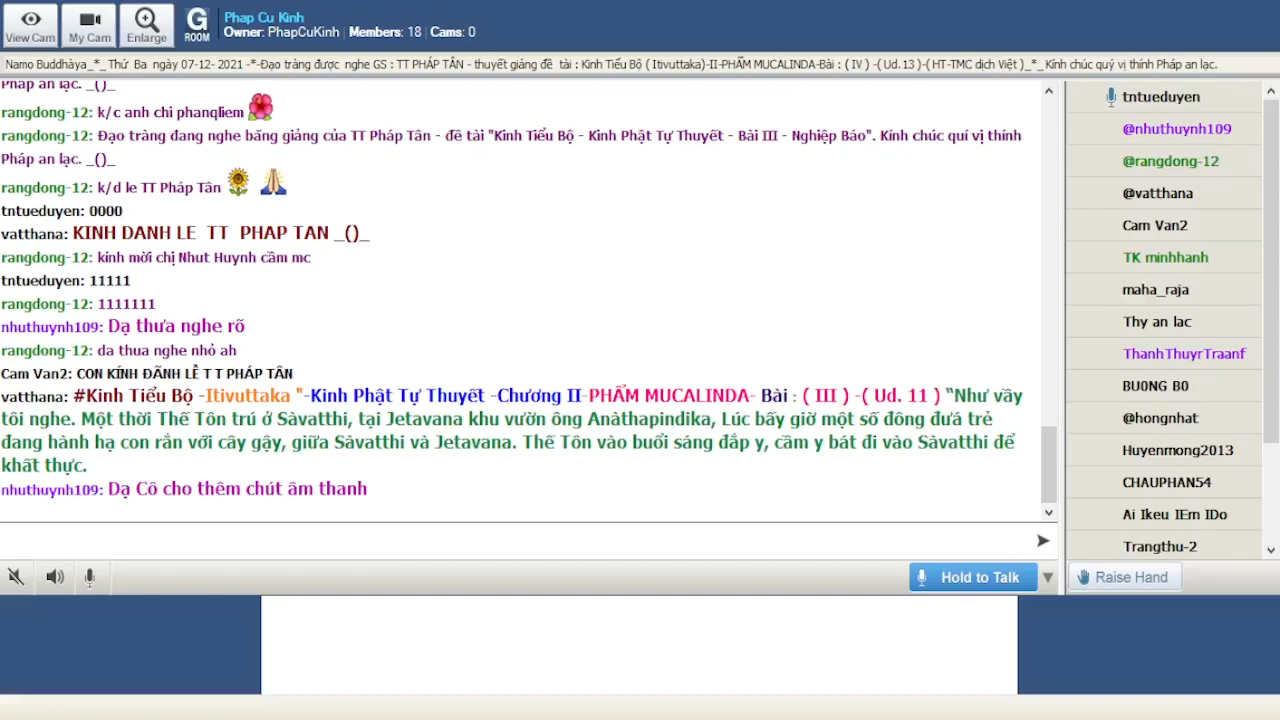 View Cam
My Cam
Enlarge
G
ROOM
Phap Cu Kinh
Owner: PhapCuKinh | Members: 18 | Cams: 0
Namo Buddhàya_*_Thứ Ba ngày 07-12- 2021 -*-Đạo tràng được nghe GS : TT PHÁP TÂN - thuyết giảng đề tài : Kinh Tiểu Bộ ( Itivuttaka)-II-PHẨM MUCALINDA-Bài : ( IV ) -( Ud. 13 )-( HT-TMC dịch Việt )_*_Kính chúc quý vị thính Pháp an lạc.
Pháp an lạc. _()_
rangdong-12: k/c anh chi phanqliem
rangdong-12: Đạo tràng đang nghe băng giảng của TT Pháp Tân - đề tài "Kinh Tiểu Bộ - Kinh Phật Tự Thuyết - Bài III - Nghiệp Báo". Kính chúc quí vị thính
Pháp an lạc. _()_
rangdong-12: k/d le TT Pháp Tân
tntueduyen: 0000
vatthana: KINH DANH LE TT PHAP TAN _()_
rangdong-12: kính mời chị Nhut Huynh cầm mc
tntueduyen: 11111
rangdong-12: 1111111
nhuthuynh109: Dạ thưa nghe rõ
rangdong-12: da thua nghe nhỏ ah
Cam Van2: CON KÍNH ĐÃNH LỄ T T PHÁP TÂN
vatthana: #Kinh Tiểu Bộ -Itivuttaka "-Kinh Phật Tự Thuyết -Chương II-PHẨM MUCALINDA- Bài : ( III ) -( Ud. 11 ) “Như vầy
tôi nghe. Một thời Thế Tôn trú ở Sàvatthi, tại Jetavana khu vườn ông Anàthapindika, Lúc bấy giờ một số đông đưá trẻ
đang hành hạ con rắn với cây gậy, giữa Sàvatthi và Jetavana. Thế Tôn vào buổi sáng đắp y, cầm y bát đi vào Sàvatthi để
khất thực.
nhuthuynh109: Dạ Cô cho thêm chút âm thanh
Hold to Talk
tntueduyen
@nhuthuynh109
@rangdong-12
@vatthana
Cam Van2
TK minhhanh
maha_raja
Thy an lac
ThanhThuyrTraanf
BU0NG B0
@hongnhat
Huyenmong2013
CHAUPHAN54
Ai Ikeu IEm IDo
Trangthu-2
Raise Hand